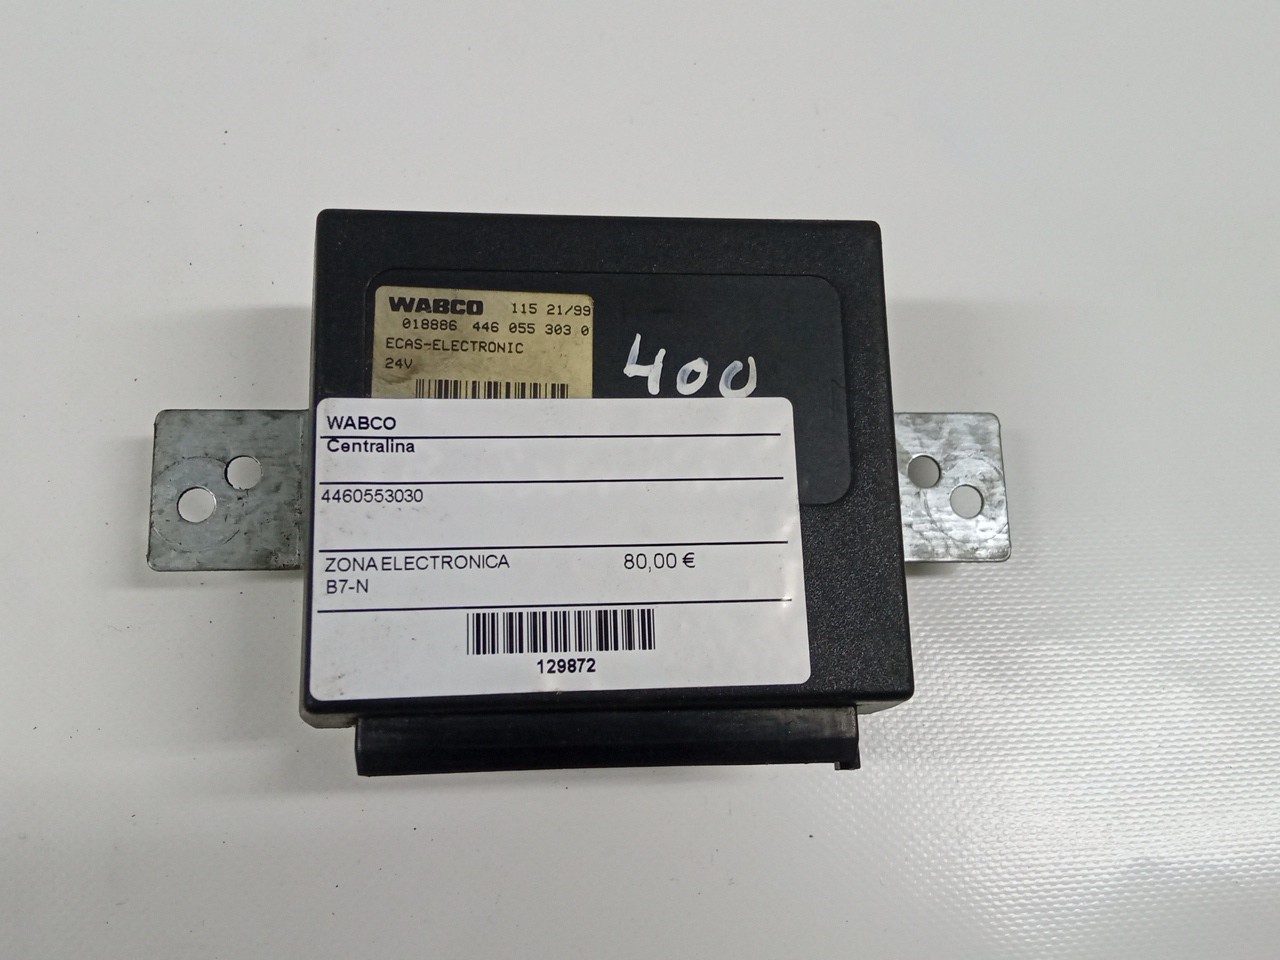 WABCO 115 21/99
018886 446 055 303 0
ECAS-ELECTRONIC
24V
400
WABCO
Centralina
4460553030
ZONA ELECTRONICA 80,00 €
B7-N
129872